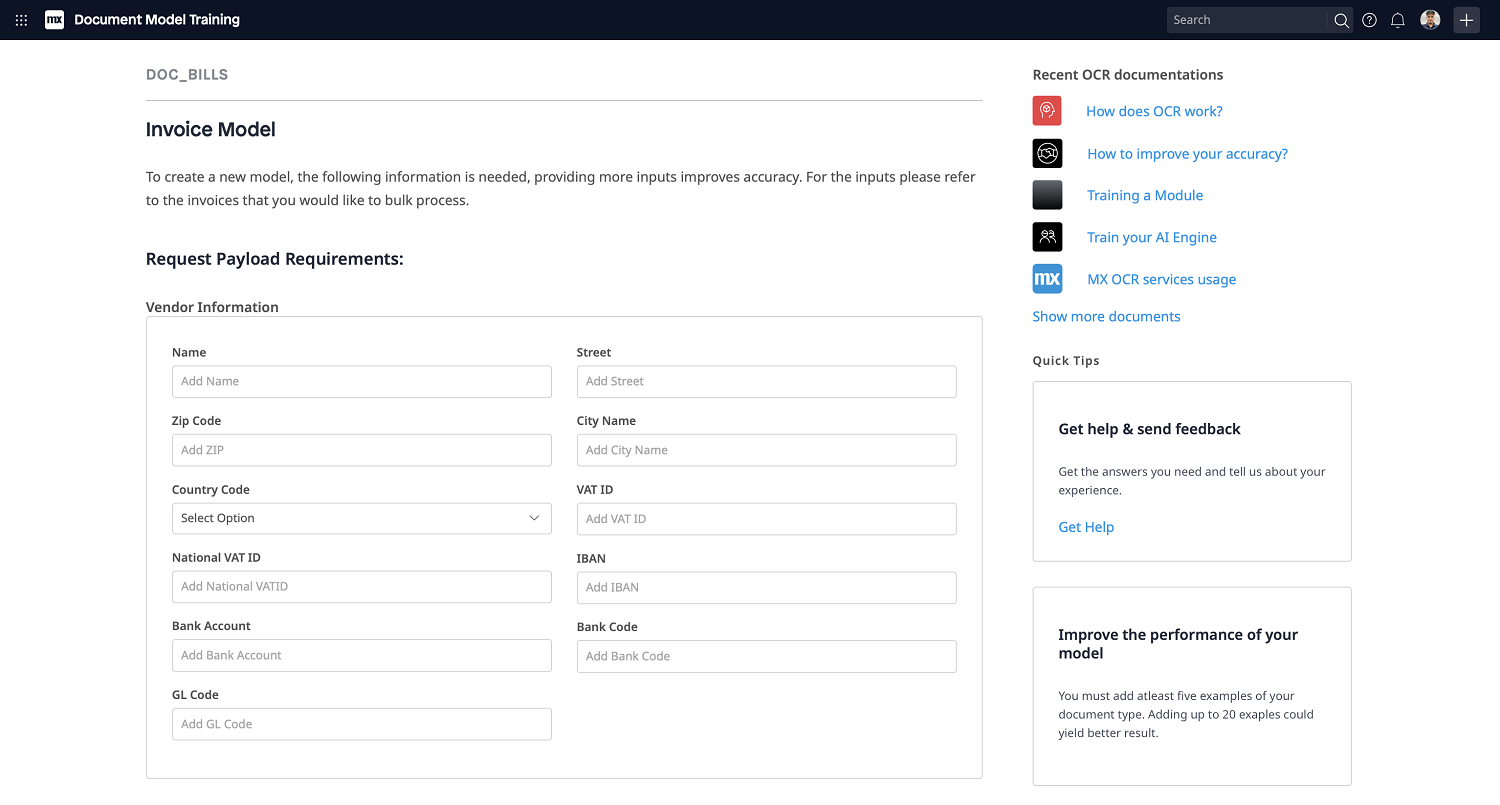 mx Document Model Training
Search
DOC_BILLS
Invoice Model
To create a new model, the following information is needed, providing more inputs improves accuracy. For the inputs please refer
to the invoices that you would like to bulk process.
Request Payload Requirements:
Vendor Information
Name
Add Name
Street
Add Street
Zip Code
Add ZIP
City Name
Add City Name
Country Code
Select Option
VAT ID
Add VAT ID
National VAT ID
Add National VATID
IBAN
Add IBAN
Bank Account
Add Bank Account
Bank Code
Add Bank Code
GL Code
Add GL Code
Recent OCR documentations
How does OCR work?
How to improve your accuracy?
Training a Module
Train your AI Engine
mx MX OCR services usage
Show more documents
Quick Tips
Get help & send feedback
Get the answers you need and tell us about your
experience.
Get Help
Improve the performance of your
model
You must add atleast five examples of your
document type. Adding up to 20 exaples could
yield better result.